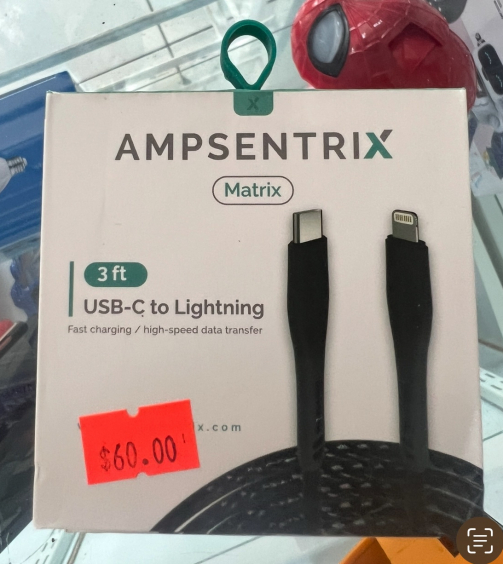 X
AMPSENTRIX
Matrix
3 ft
USB-C to Lightning
Fast charging / high-speed data transfer
x.com
$60.00